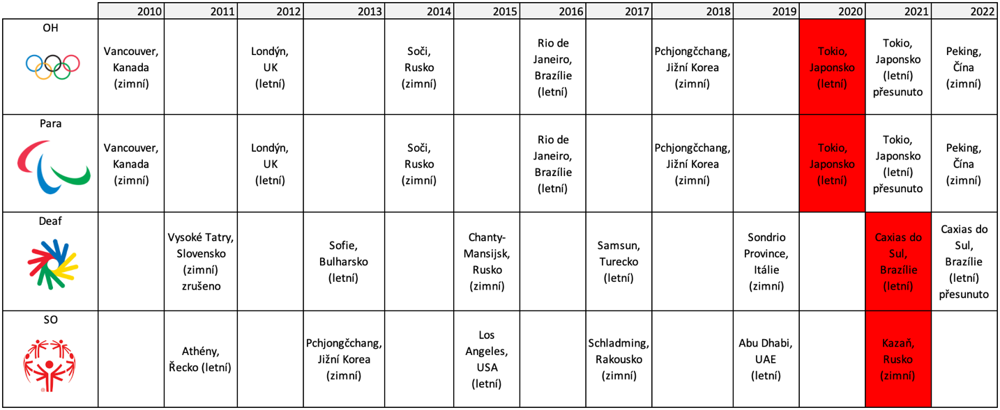 2010 2011 2012 2013 2014 2015 2016 2017 2018 2019 2020 2021 2022
OH
Vancouver,
Kanada
(zimní)
Londýn,
UK
(letní)
Soči,
Rusko
(zimní)
Rio de
Janeiro,
Brazílie
(letní)
Pchjongčchang,
Jižní Korea
(zimní)
Tokio,
Japonsko
(letní)
Tokio,
Japonsko
(letní)
přesunuto
Peking,
Čína
(zimní)
Para
Vancouver,
Kanada
(zimní)
Londýn,
UK
(letní)
Soči,
Rusko
(zimní)
Rio de
Janeiro,
Brazílie
(letní)
Pchjongčchang,
Jižní Korea
(zimní)
Tokio,
Japonsko
(letní)
Tokio,
Japonsko
(letní)
přesunuto
Peking,
Čína
(zimní)
Deaf
Vysoké Tatry,
Slovensko
(zimní)
zrušeno
Sofie,
Bulharsko
(letní)
Chanty-
Mansijsk,
Rusko
(zimní)
Samsun,
Turecko
(letní)
Sondrio
Province,
Itálie
(zimní)
Caxias do
Sul,
Brazílie
(letní)
Caxias do
Sul,
Brazílie
(letní)
přesunuto
SO
®
Athény,
Řecko (letní)
Pchjongčchang,
Jižní Korea
(zimní)
Los
Angeles,
USA
(letní)
Schladming,
Rakousko
(zimní)
Abu Dhabi,
UAE
(letní)
Kazaň,
Rusko
(zimní)